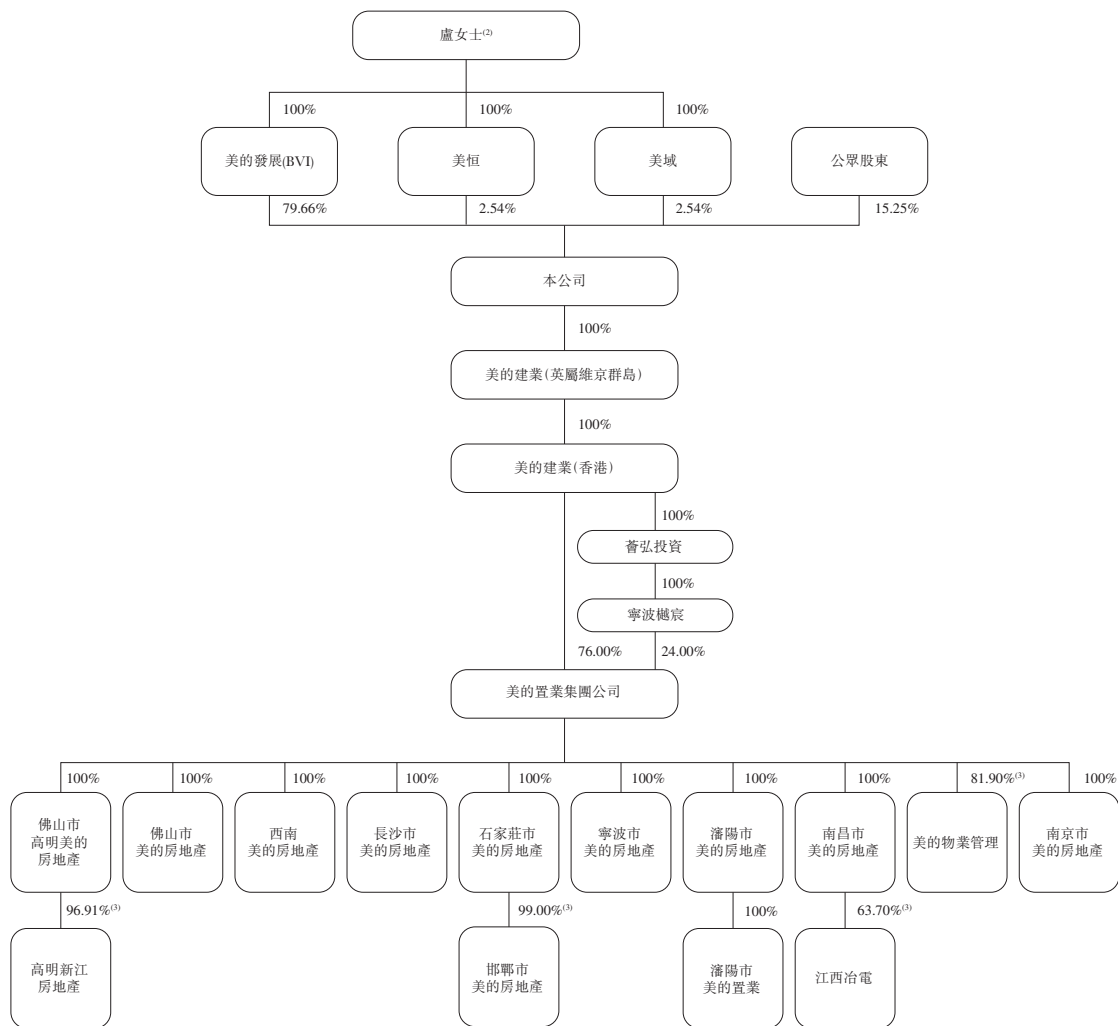 盧女士(2)
100%
100%
100%
美的發展(BVI)
美恒
美域
公眾股東
79.66%
2.54%
2.54%
15.25%
本公司
100%
美的建業(英屬維京群島)
100%
美的建業(香港)
100%
薈弘投資
100%
寧波樾宸
76.00%
24.00%
美的置業集團公司
100%
100%
100%
100%
100%
100%
100%
100%
81.90%(3)
100%
佛山市
高明美的
房地產
佛山市
美的房地產
西南
美的房地產
長沙市
美的房地產
石家莊市
美的房地產
寧波市
美的房地產
瀋陽市
美的房地產
南昌市
美的房地產
美的物業管理
南京市
美的房地產
96.91%(3)
99.00%(3)
100%
63.70%(3)
高明新江
房地產
邯鄲市
美的房地產
瀋陽市
美的置業
江西冶電